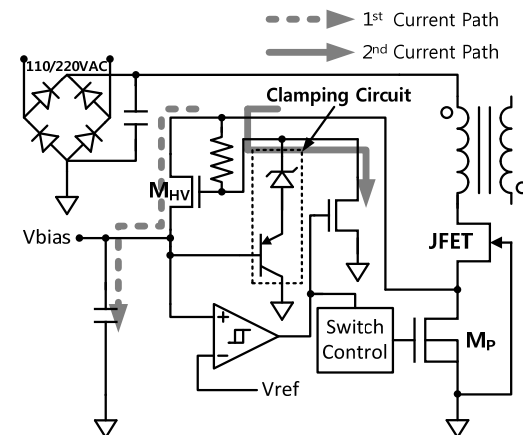 1st Current Path
110/220VAC
2nd Current Path
Clamping Circuit
MHV
Vbias
JFET
+
−
Switch
Control
MP
Vref